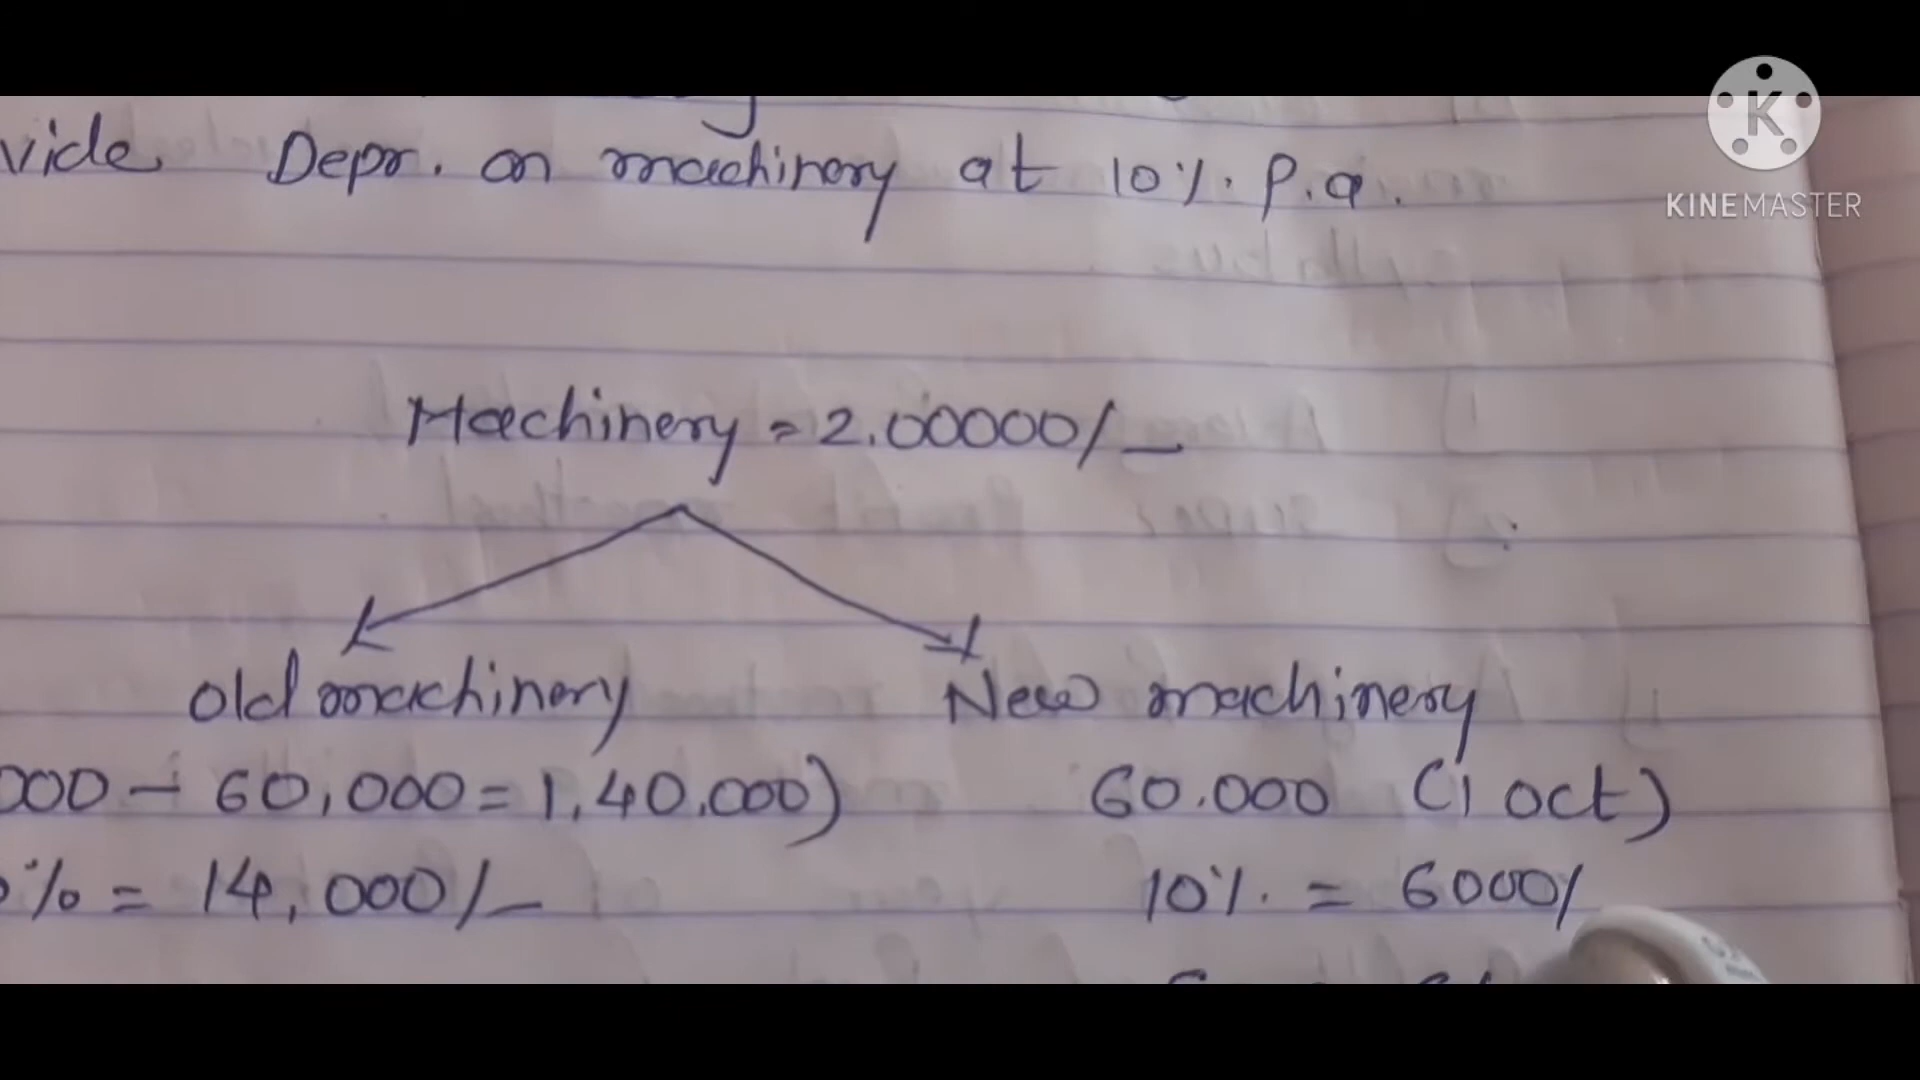 vide Depr. on machinery at 10%. P.a.
K
KINEMASTER
Machinery = 2.00000/-
Old machinery New machinery
000 - 60,000 = 1,40,000) 60.000 (1 oct)
% = 14,000/- 10%. = 6000/